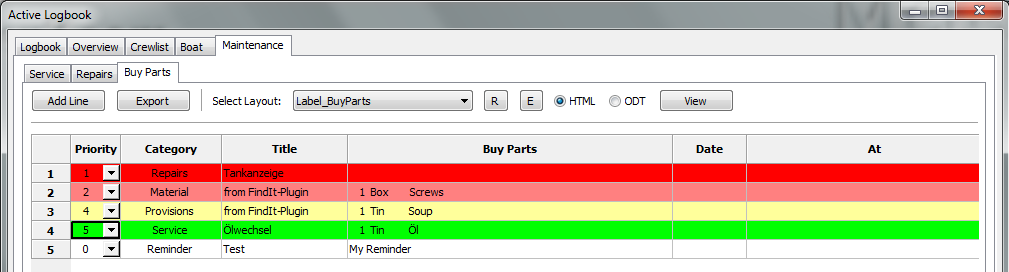 Active Logbook
Logbook Overview Crewlist Boat Maintenance
Service Repairs Buy Parts
Add Line Export Select Layout: Label_BuyParts R E HTML ODT View
Priority Category Title Buy Parts Date At
1 1 Repairs Tankanzeige
2 2 Material from FindIt-Plugin 1 Box Screws
3 4 Provisions from FindIt-Plugin 1 Tin Soup
4 5 Service Ölwechsel 1 Tin Öl
5 0 Reminder Test My Reminder